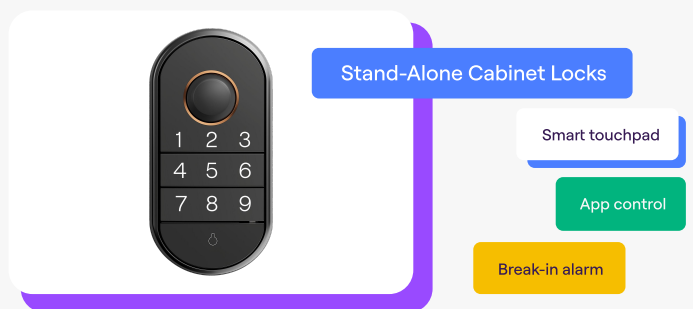 Stand-Alone Cabinet Locks
1 2 3
4 5 6
7 8 9
Smart touchpad
App control
Break-in alarm